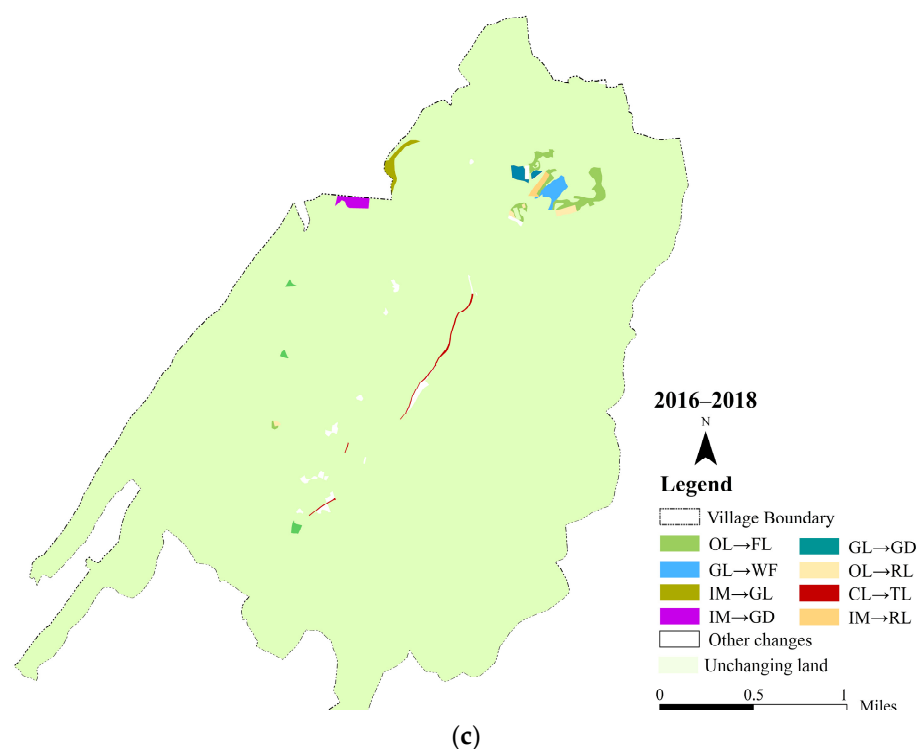 2016–2018
N
Legend
Village Boundary
OL→FL GL→GD
GL→WF OL→RL
IM→GL CL→TL
IM→GD IM→RL
Other changes
Unchanging land
0 0.5 1
Miles
(c)